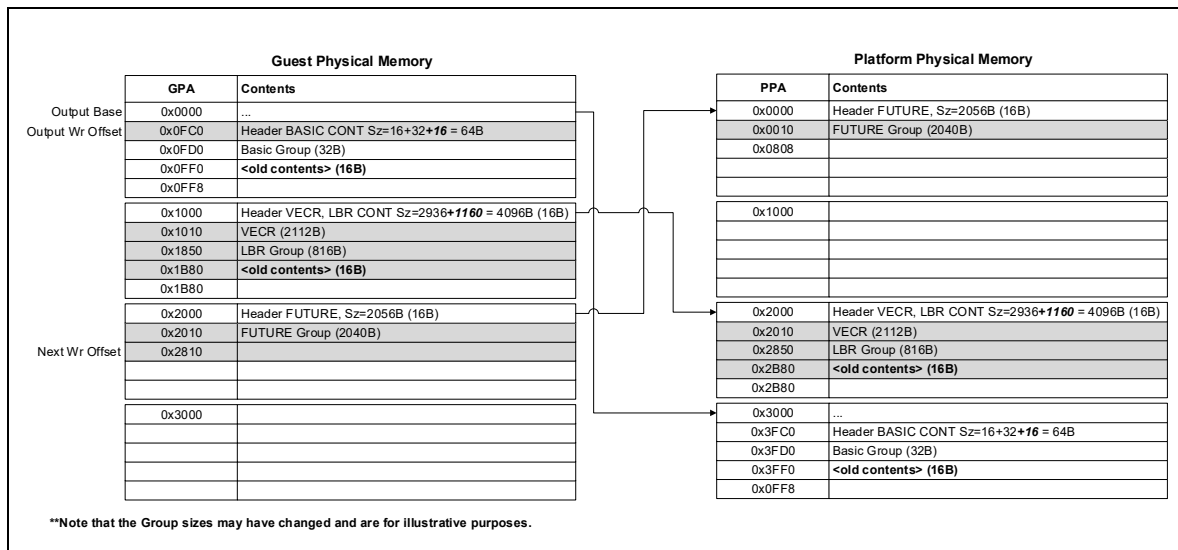 Guest Physical Memory
GPA Contents
Output Base 0x0000 ...
Output Wr Offset 0x0FC0 Header BASIC CONT Sz=16+32+16 = 64B
0x0FD0 Basic Group (32B)
0x0FF0 <old contents> (16B)
0x0FF8
0x1000 Header VECR, LBR CONT Sz=2936+1160 = 4096B (16B)
0x1010 VECR (2112B)
0x1850 LBR Group (816B)
0x1B80 <old contents> (16B)
0x1B80
0x2000 Header FUTURE, Sz=2056B (16B)
0x2010 FUTURE Group (2040B)
Next Wr Offset 0x2810
0x3000
Platform Physical Memory
PPA Contents
0x0000 Header FUTURE, Sz=2056B (16B)
0x0010 FUTURE Group (2040B)
0x0808
0x1000
0x2000 Header VECR, LBR CONT Sz=2936+1160 = 4096B (16B)
0x2010 VECR (2112B)
0x2850 LBR Group (816B)
0x2B80 <old contents> (16B)
0x2B80
0x3000 ...
0x3FC0 Header BASIC CONT Sz=16+32+16 = 64B
0x3FD0 Basic Group (32B)
0x3FF0 <old contents> (16B)
0x0FF8
**Note that the Group sizes may have changed and are for illustrative purposes.